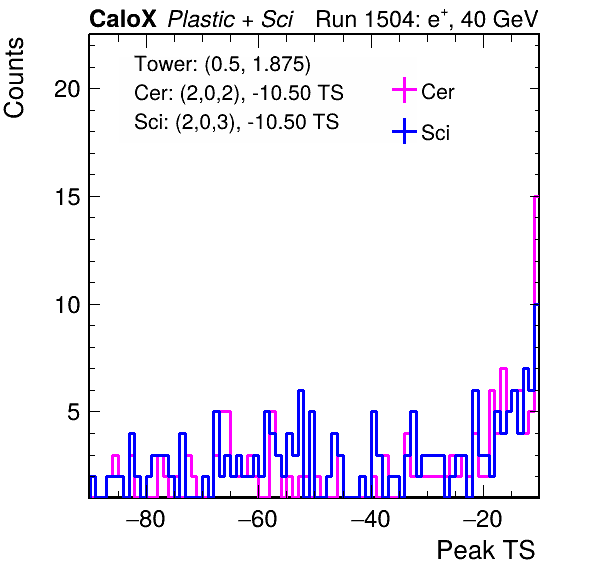 CaloX Plastic + Sci Run 1504: e⁺, 40 GeV
Tower: (0.5, 1.875)
Cer: (2,0,2), -10.50 TS
Sci: (2,0,3), -10.50 TS
Cer
Sci
Counts
20
15
10
5
−80 −60 −40 −20
Peak TS